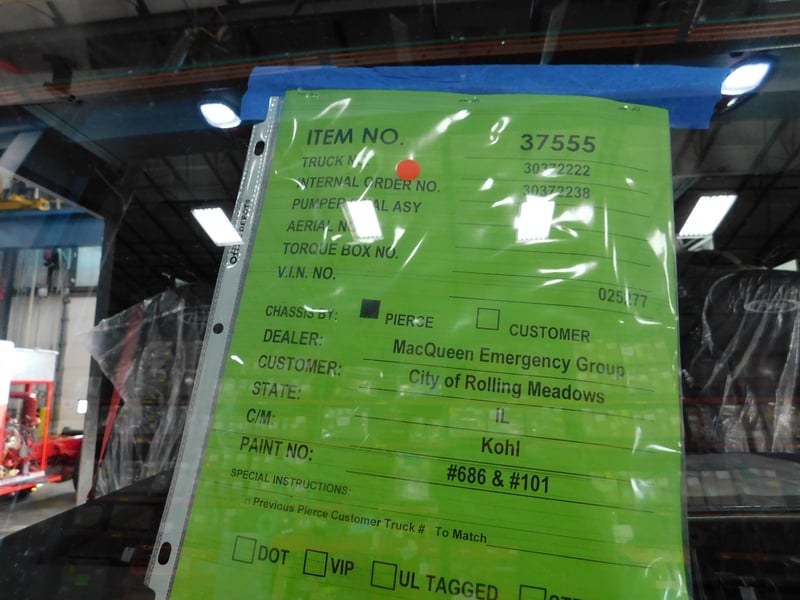 ITEM NO. 37555
TRUCK N 30372222
INTERNAL ORDER NO. 30372238
PUMPER ASY
AERIAL
TORQUE BOX NO.
V.I.N. NO. 025277
CHASSIS BY: PIERCE CUSTOMER
DEALER: MacQueen Emergency Group
CUSTOMER: City of Rolling Meadows
STATE: IL
C/M: Kohl
PAINT NO: #686 & #101
SPECIAL INSTRUCTIONS:
Previous Pierce Customer Truck # To Match
DOT VIP UL TAGGED